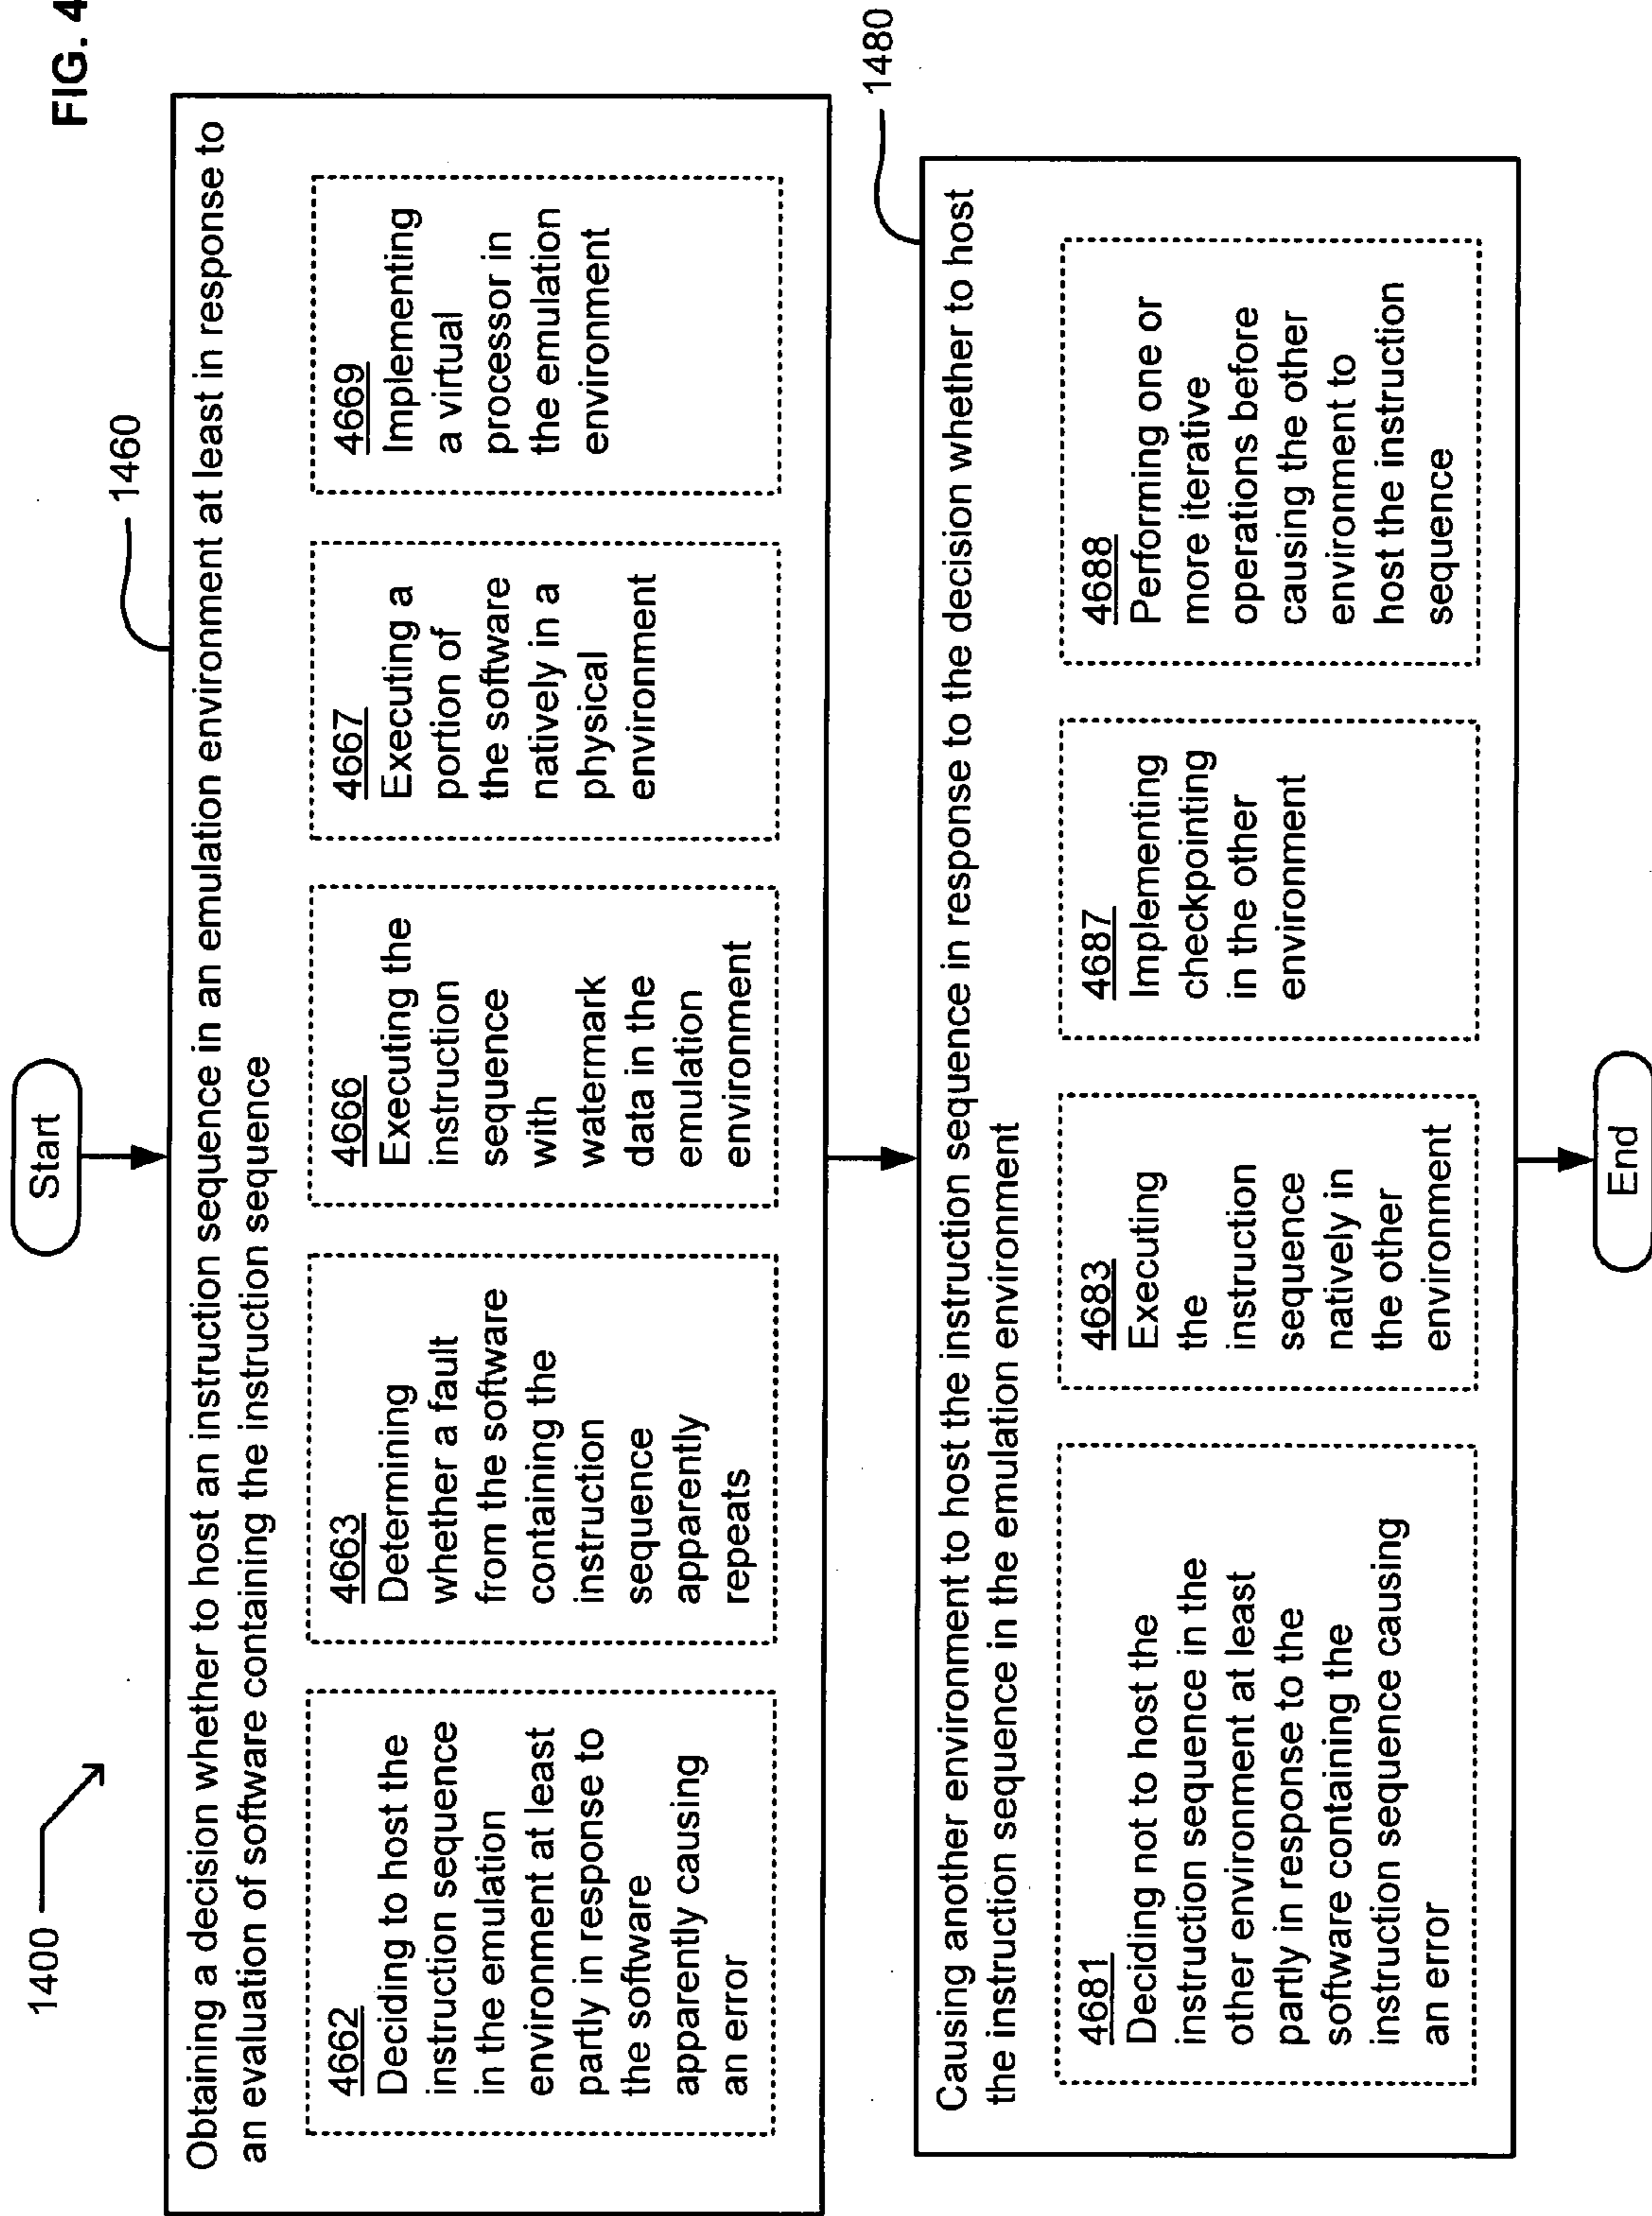 FIG. 4
1400
Start
1460
Obtaining a decision whether to host an instruction sequence in an emulation environment at least in response to
an evaluation of software containing the instruction sequence
4662
Deciding to host the
instruction sequence
in the emulation
environment at least
partly in response to
the software
apparently causing
an error
4663
Determining
whether a fault
from the software
containing the
instruction
sequence
apparently
repeats
4666
Executing the
instruction
sequence
with
watermark
data in the
emulation
environment
4667
Executing a
portion of
the software
natively in a
physical
environment
4669
Implementing
a virtual
processor in
the emulation
environment
1480
Causing another environment to host the instruction sequence in response to the decision whether to host
the instruction sequence in the emulation environment
4681
Deciding not to host the
instruction sequence in the
other environment at least
partly in response to the
software containing the
instruction sequence causing
an error
4683
Executing
the
instruction
sequence
natively in
the other
environment
4687
Implementing
checkpointing
in the other
environment
4688
Performing one or
more iterative
operations before
causing the other
environment to
host the instruction
sequence
End